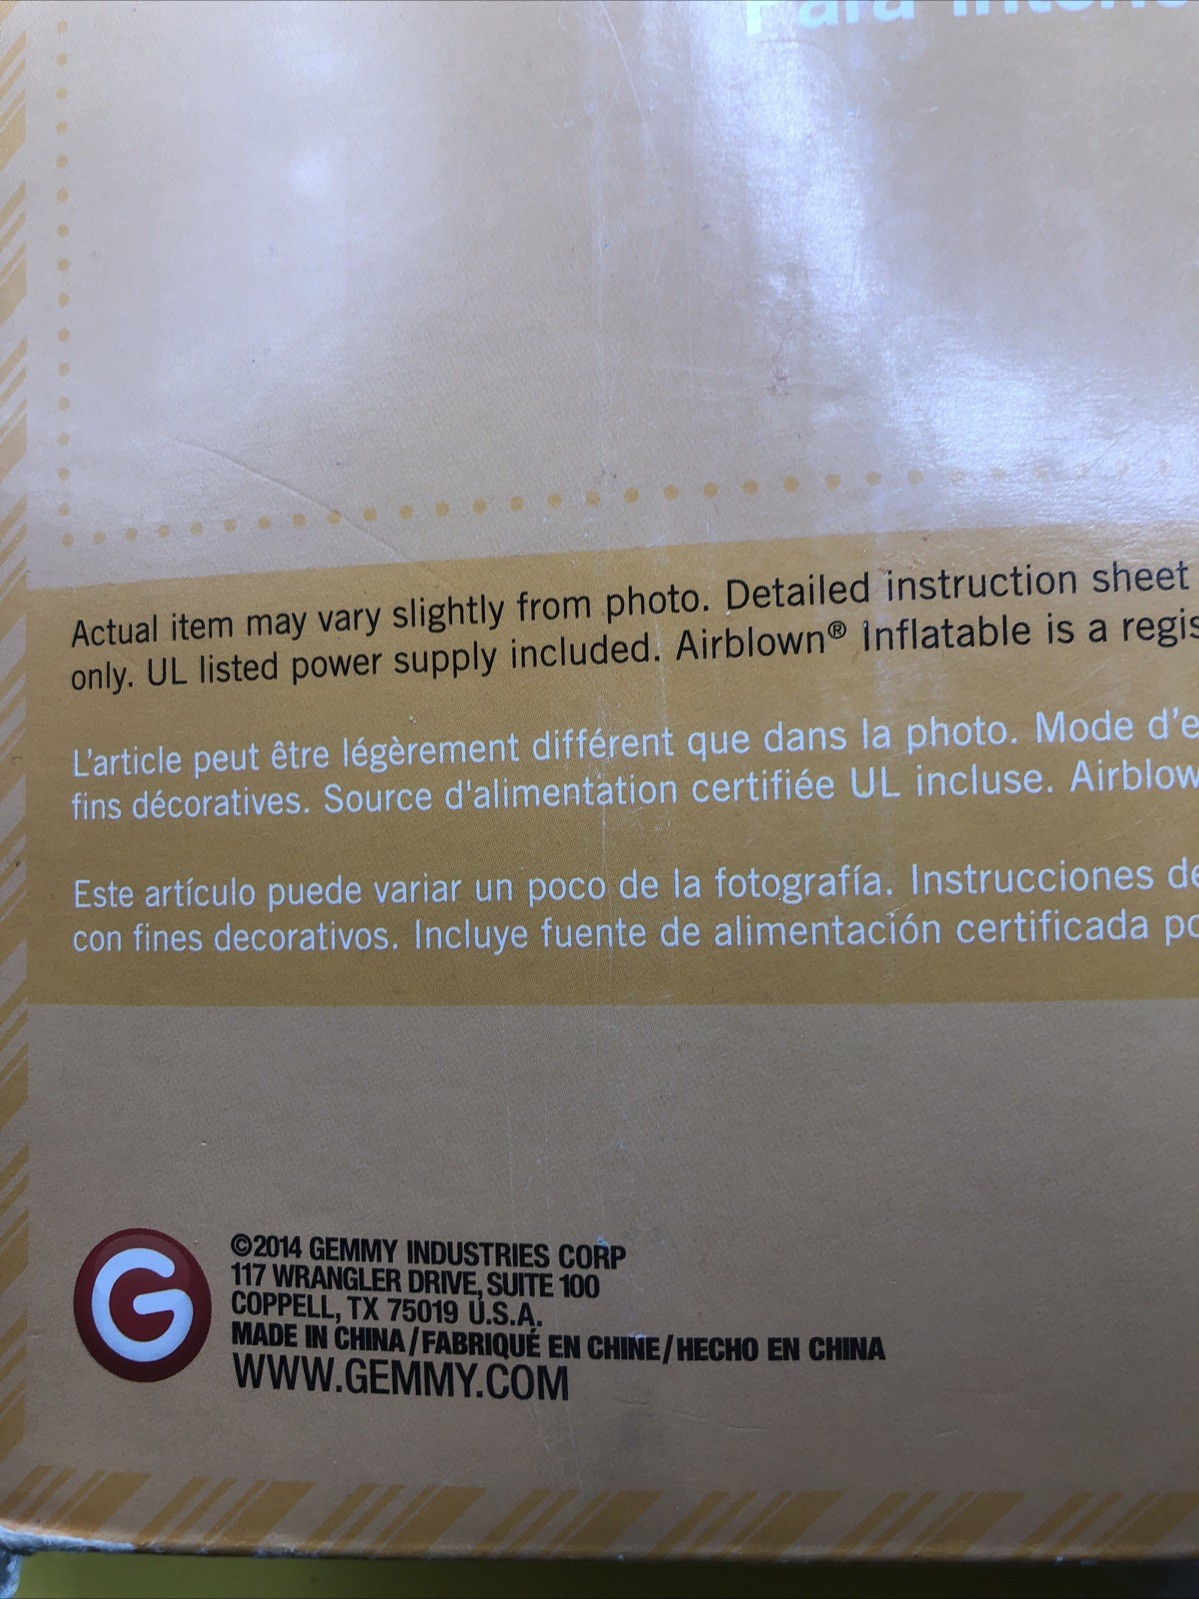 Para
Actual item may vary slightly from photo. Detailed instruction sheet
only. UL listed power supply included. Airblown® Inflatable is a regis
L'article peut être légèrement différent que dans la photo. Mode d'e
fins décoratives. Source d'alimentation certifiée UL incluse. Airblow
Este artículo puede variar un poco de la fotografía. Instrucciones de
con fines decorativos. Incluye fuente de alimentación certificada po
G
©2014 GEMMY INDUSTRIES CORP
117 WRANGLER DRIVE, SUITE 100
COPPELL, TX 75019 U.S.A.
MADE IN CHINA/FABRIQUÉ EN CHINE/HECHO EN CHINA
WWW.GEMMY.COM